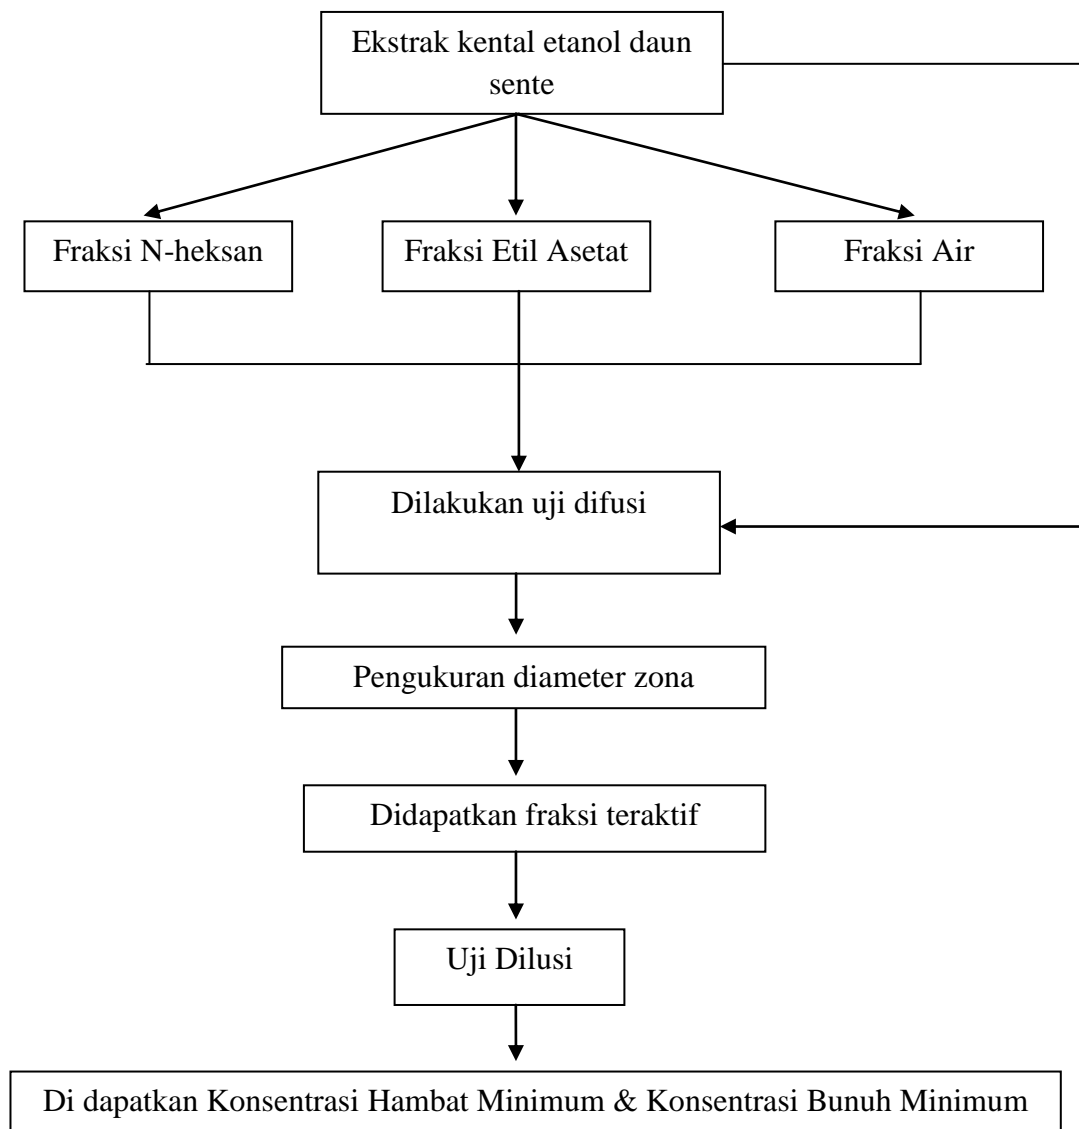 Ekstrak kental etanol daun
sente
Fraksi N-heksan
Fraksi Etil Asetat
Fraksi Air
Dilakukan uji difusi
Pengukuran diameter zona
Didapatkan fraksi teraktif
Uji Dilusi
Di dapatkan Konsentrasi Hambat Minimum & Konsentrasi Bunuh Minimum